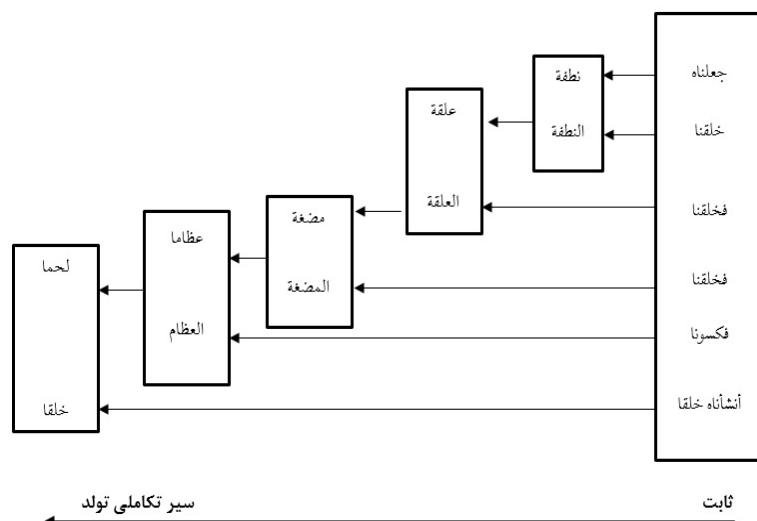 جعلناه
خلقنا
فخلقنا
فخلقنا
فكسونا
أنشأناه خلقا
نطفة
النطفة
علقة
العلقة
مضغة
المضغة
عظاما
العظام
لحما
خلقا
ثابت
سیر تکاملی تولد